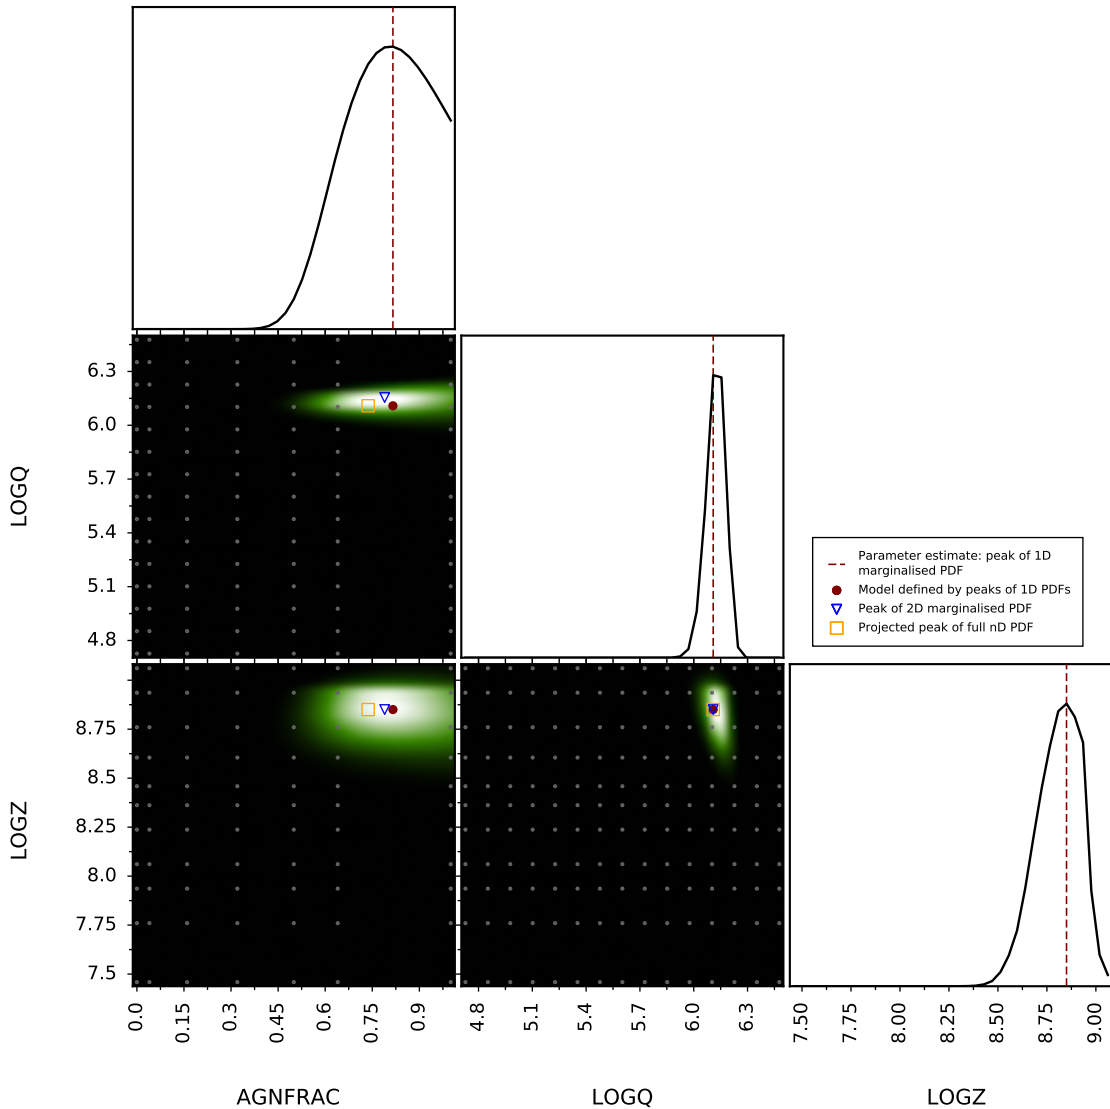 6.3
6.0
5.7
5.4
5.1
4.8
LOGQ
Parameter estimate: peak of 1D
marginalised PDF
Model defined by peaks of 1D PDFs
Peak of 2D marginalised PDF
Projected peak of full nD PDF
8.75
8.5
8.25
8.0
7.75
7.5
LOGZ
0.0 0.15 0.3 0.45 0.6 0.75 0.9
4.8 5.1 5.4 5.7 6.0 6.3
7.50 7.75 8.00 8.25 8.50 8.75 9.00
AGNFRAC LOGQ LOGZ